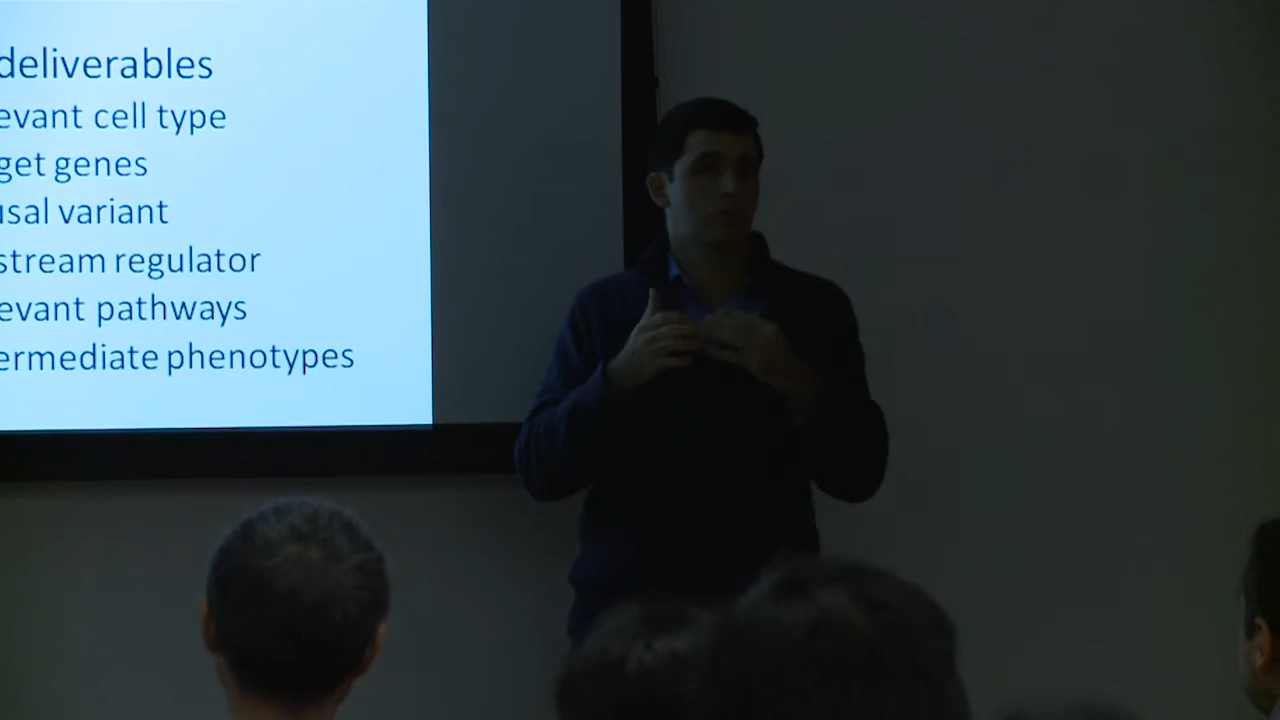 deliverables
evant cell type
get genes
usal variant
stream regulator
evant pathways
ermediate phenotypes